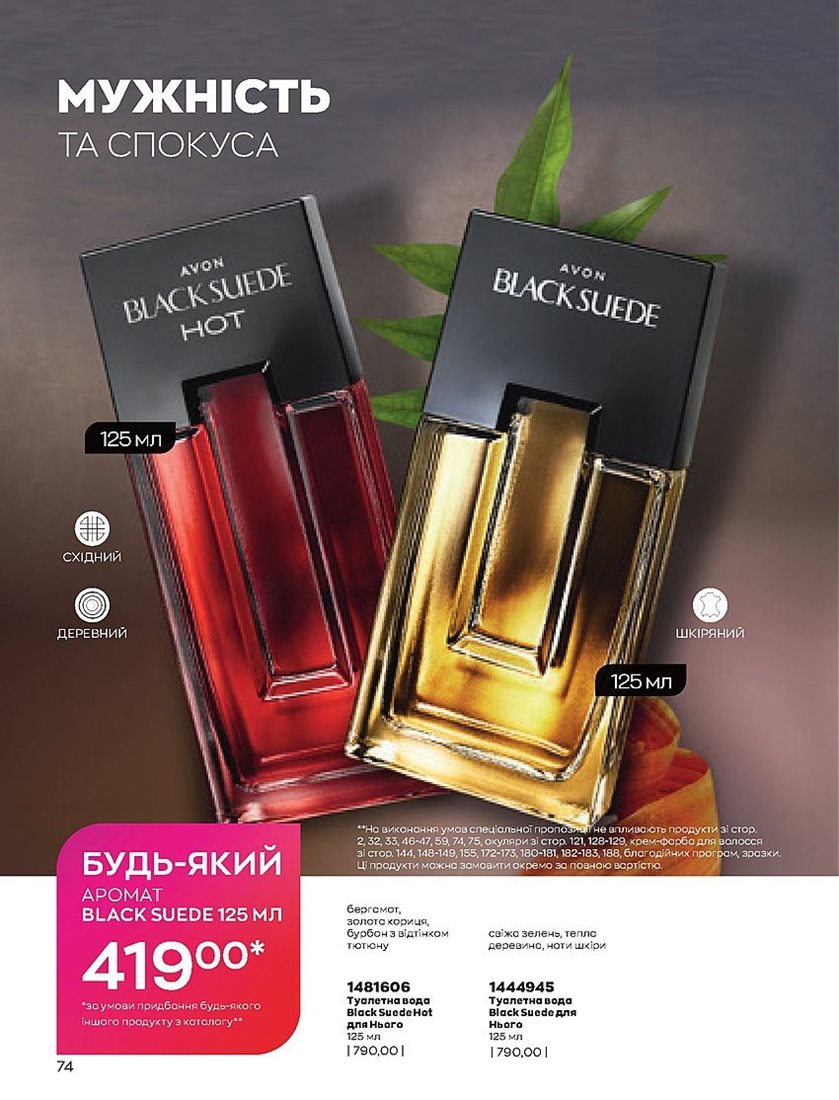 МУЖНІСТЬ
ТА СПОКУСА
AVON
BLACK SUEDE
HOT
AVON
BLACK SUEDE
125 МЛ
СХІДНИЙ
ДЕРЕВНИЙ
ШКІРЯНИЙ
125 МЛ
**На виконання умов спеціальної пропозиції не впливають продукти зі стор.
2, 32, 33, 46-47, 59, 74, 75, окуляри зі стор. 121, 128-129, крем-фарба для волосся
зі стор. 144, 148-149, 155, 172-173, 180-181, 182-183, 188, благодійних програм, зразки.
Ці продукти можна замовити окремо за повною вартістю.
БУДЬ-ЯКИЙ
АРОМАТ
BLACK SUEDE 125 МЛ
419⁰⁰*
*за умови придбання будь-якого
іншого продукту з каталогу**
бергамот,
золота кориця,
бурбон з відтінком
тютюну
1481606
Туалетна вода
Black Suede Hot
для Нього
125 мл
| 790,00 |
свіжа зелень, тепла
деревина, ноти шкіри
1444945
Туалетна вода
Black Suede для
Нього
125 мл
| 790,00 |
74